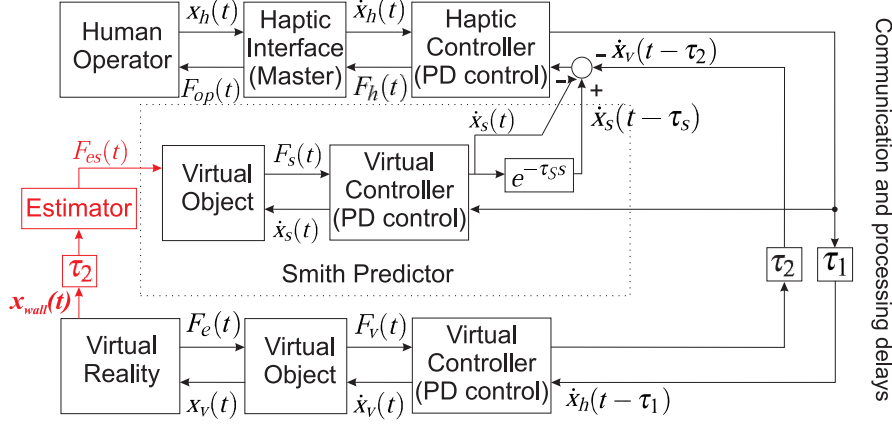 x_h(t)
ẋ_h(t)
Human
Operator
Haptic
Interface
(Master)
Haptic
Controller
(PD control)
F_op(t)
F_h(t)
- ẋ_v(t − τ_2)
-
+
ẋ_s(t)
ẋ_s(t − τ_s)
F_es(t)
Virtual
Object
F_s(t)
ẋ_s(t)
Virtual
Controller
(PD control)
e^{−τ_S s}
Estimator
Smith Predictor
τ_2
τ_2
τ_1
x_wall(t)
Virtual
Reality
F_e(t)
x_v(t)
Virtual
Object
F_v(t)
ẋ_v(t)
Virtual
Controller
(PD control)
ẋ_h(t − τ_1)
Communication and processing delays